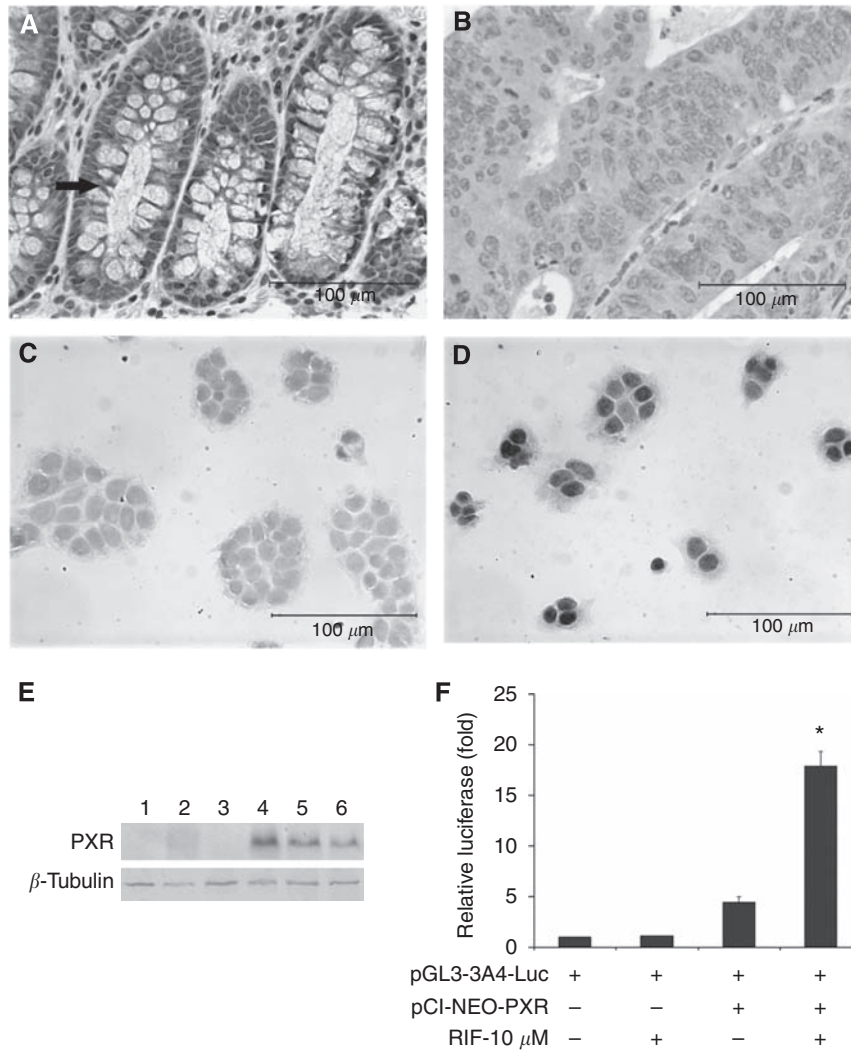 A
100 μm
B
100 μm
C
100 μm
D
100 μm
E
1 2 3 4 5 6
PXR
β-Tubulin
F
Relative luciferase (fold)
25
20
15
10
5
0
*
pGL3-3A4-Luc + + + +
pCI-NEO-PXR – – + +
RIF-10 μM – + – +